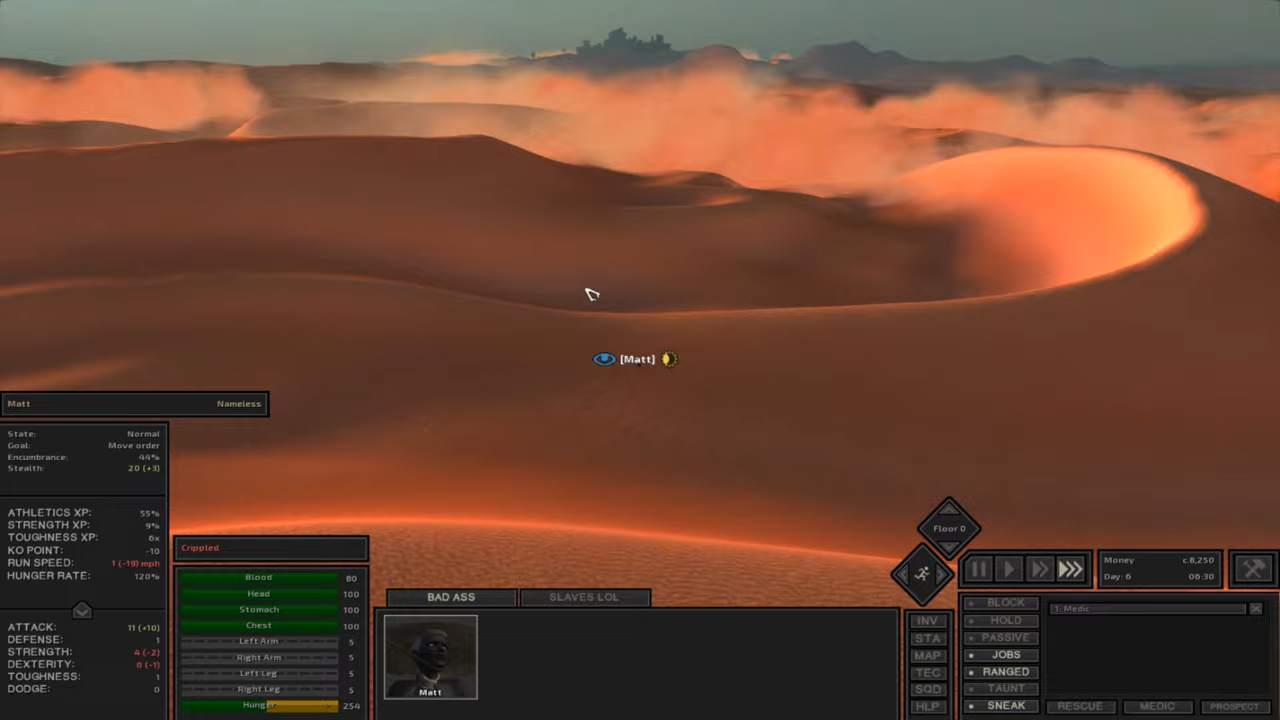 [Matt]
Matt Nameless
State: Normal
Goal: Move order
Encumbrance: 44%
Stealth: 20 (+3)
ATHLETICS XP: 55%
STRENGTH XP: 9%
TOUGHNESS XP: 6x
KO POINT: -10
RUN SPEED: 1 (-19) mph
HUNGER RATE: 120%
ATTACK: 11 (+10)
DEFENSE: 1
STRENGTH: 4 (-2)
DEXTERITY: 0 (-1)
TOUGHNESS: 1
DODGE: 0
Crippled
Blood 80
Head 100
Stomach 100
Chest 100
Left Arm 5
Right Arm 5
Left Leg 5
Right Leg 5
Hunger 254
BAD ASS
SLAVES LOL
Matt
Floor 0
Money c.8,250
Day: 6 06:30
INV
STA
MAP
TEC
SQD
HLP
BLOCK
HOLD
PASSIVE
JOBS
RANGED
TAUNT
SNEAK
1: Medic
RESCUE
MEDIC
PROSPECT